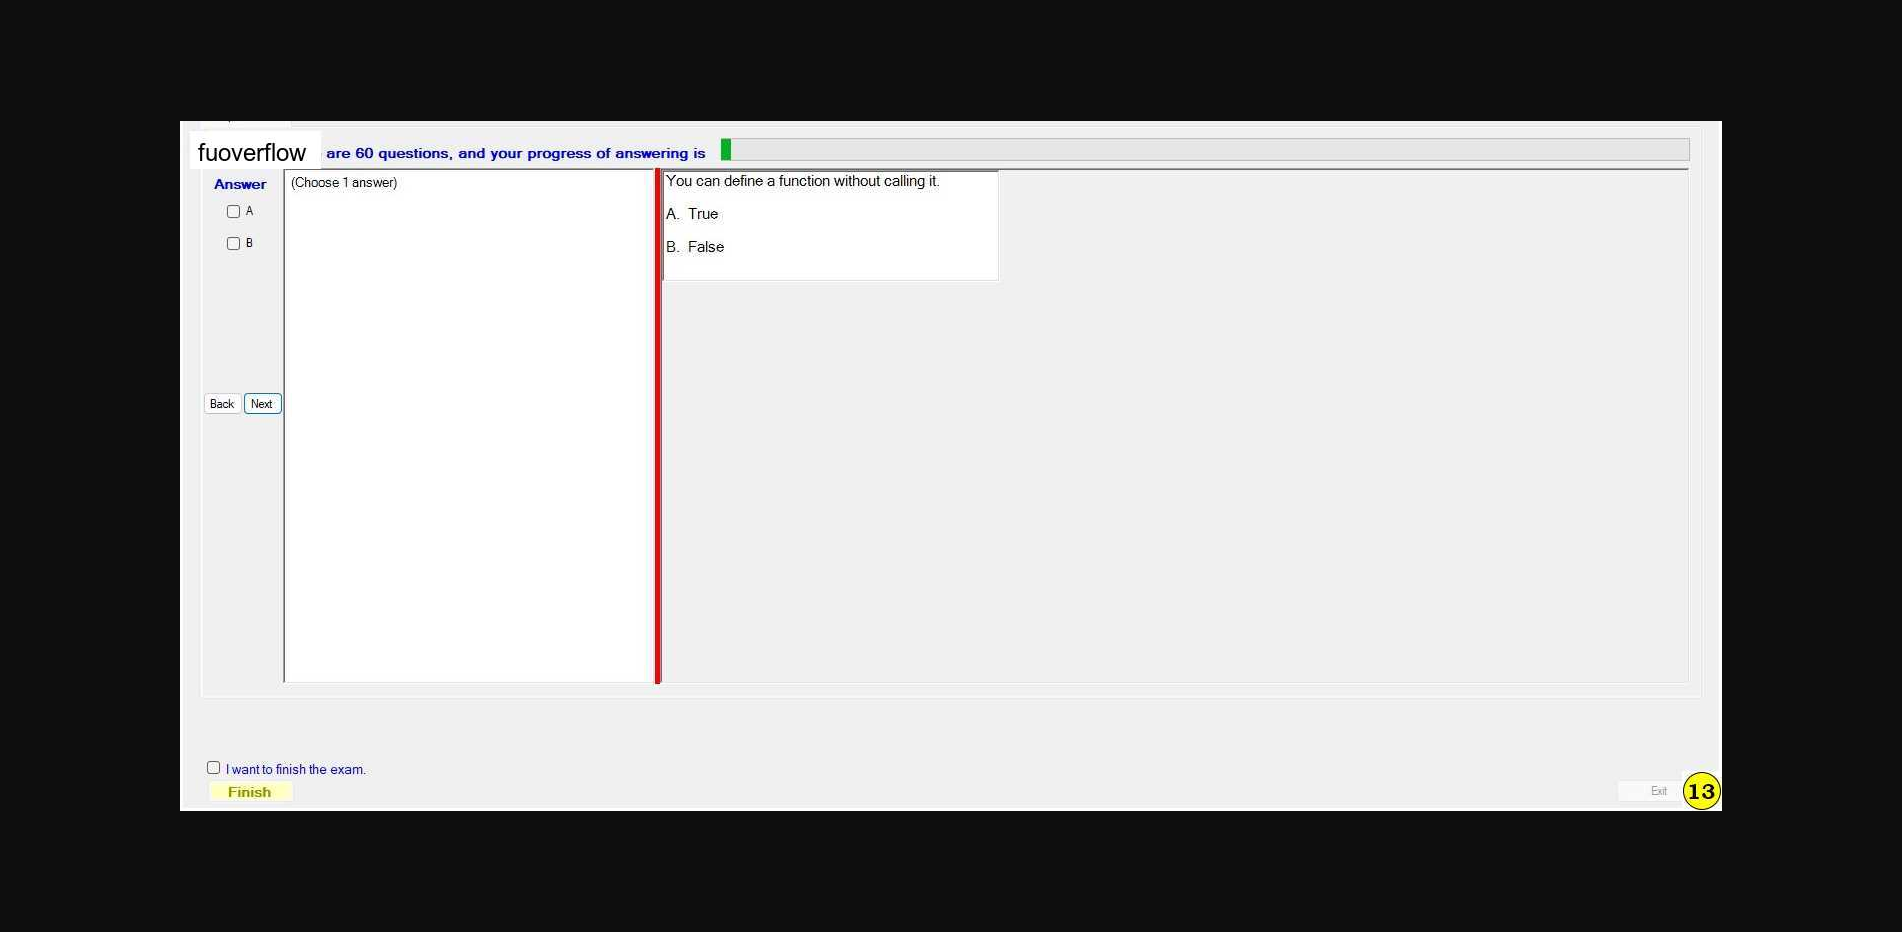 fuoverflow are 60 questions, and your progress of answering is
Answer
A
B
Back Next
(Choose 1 answer)
You can define a function without calling it.
A. True
B. False
I want to finish the exam.
Finish
Exit
13